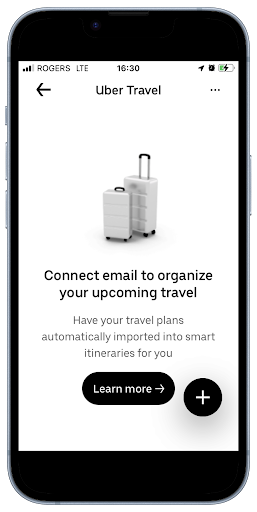 ROGERS LTE 16:30
Uber Travel
Connect email to organize
your upcoming travel
Have your travel plans
automatically imported into smart
itineraries for you
Learn more →